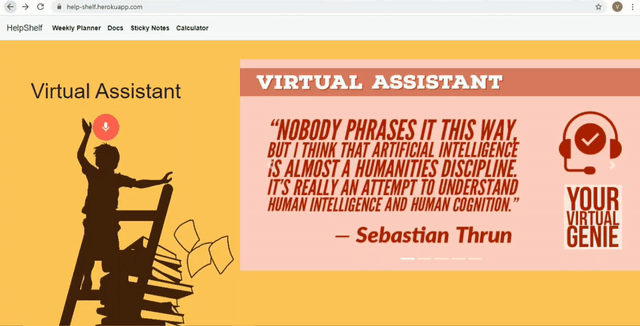 help-shelf.herokuapp.com
V
HelpShelf Weekly Planner Docs Sticky Notes Calculator
Virtual Assistant
VIRTUAL ASSISTANT
“NOBODY PHRASES IT THIS WAY,
BUT I THINK THAT ARTIFICIAL INTELLIGENCE
IS ALMOST A HUMANITIES DISCIPLINE.
IT’S REALLY AN ATTEMPT TO UNDERSTAND
HUMAN INTELLIGENCE AND HUMAN COGNITION.”
— Sebastian Thrun
YOUR
VIRTUAL
GENIE